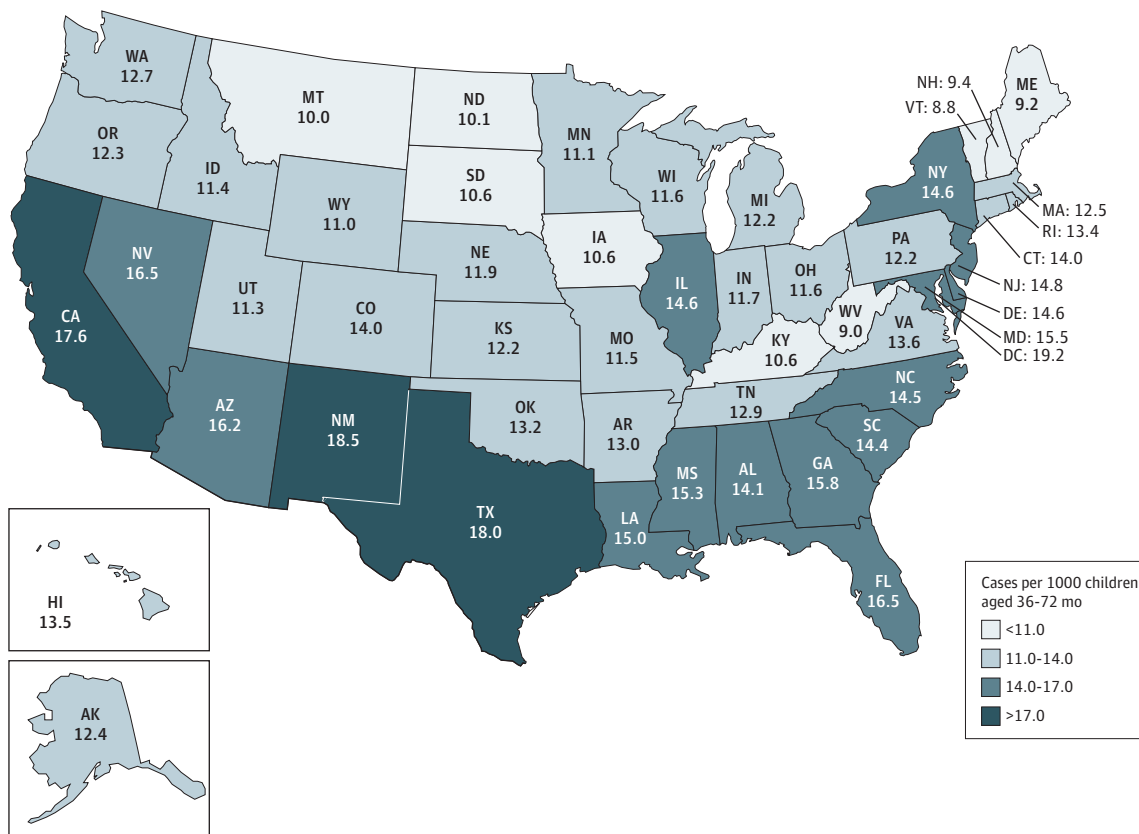 WA
12.7
OR
12.3
CA
17.6
NV
16.5
ID
11.4
MT
10.0
WY
11.0
UT
11.3
AZ
16.2
CO
14.0
NM
18.5
ND
10.1
SD
10.6
NE
11.9
KS
12.2
OK
13.2
TX
18.0
MN
11.1
IA
10.6
MO
11.5
AR
13.0
LA
15.0
WI
11.6
IL
14.6
MI
12.2
IN
11.7
OH
11.6
KY
10.6
TN
12.9
MS
15.3
AL
14.1
GA
15.8
FL
16.5
SC
14.4
NC
14.5
VA
13.6
WV
9.0
PA
12.2
NY
14.6
NH: 9.4
VT: 8.8
ME
9.2
MA: 12.5
RI: 13.4
CT: 14.0
NJ: 14.8
DE: 14.6
MD: 15.5
DC: 19.2
HI
13.5
AK
12.4
Cases per 1000 children
aged 36-72 mo
<11.0
11.0-14.0
14.0-17.0
>17.0